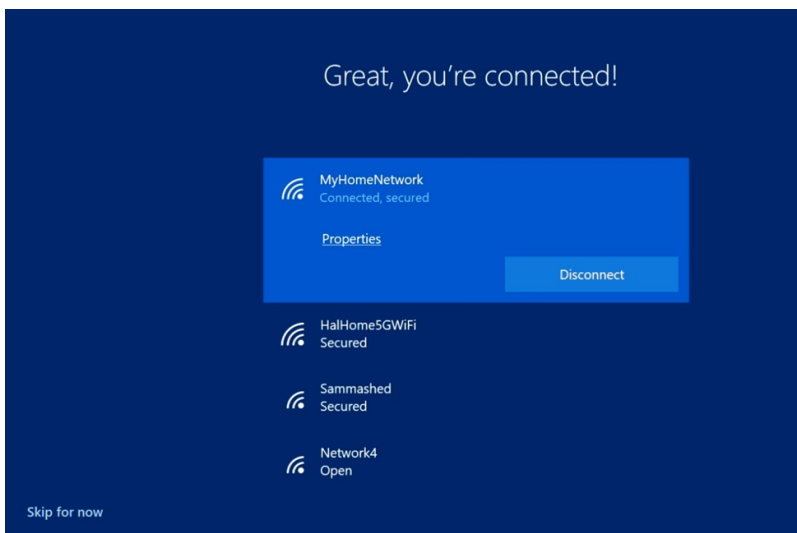 Great, you're connected!
MyHomeNetwork
Connected, secured
Properties
Disconnect
HalHome5GWiFi
Secured
Sammashed
Secured
Network4
Open
Skip for now